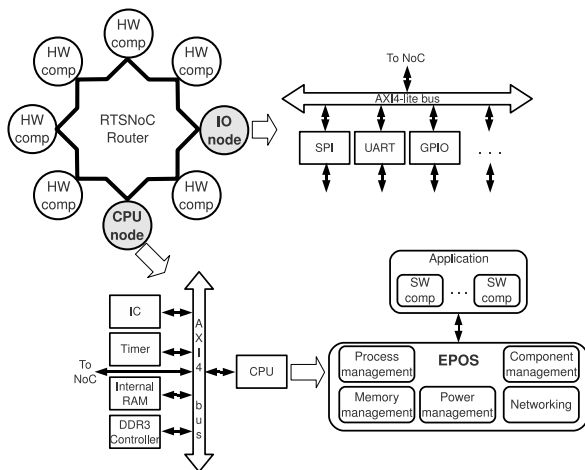 HW
comp
HW
comp
HW
comp
HW
comp
RTSNoC
Router
IO
node
HW
comp
HW
comp
CPU
node
To
NoC
AXI4-lite bus
SPI
UART
GPIO
. . .
IC
Timer
To
NoC
Internal
RAM
DDR3
Controller
AXI4 bus
CPU
Application
SW
comp
. . .
SW
comp
EPOS
Process
management
Component
management
Memory
management
Power
management
Networking